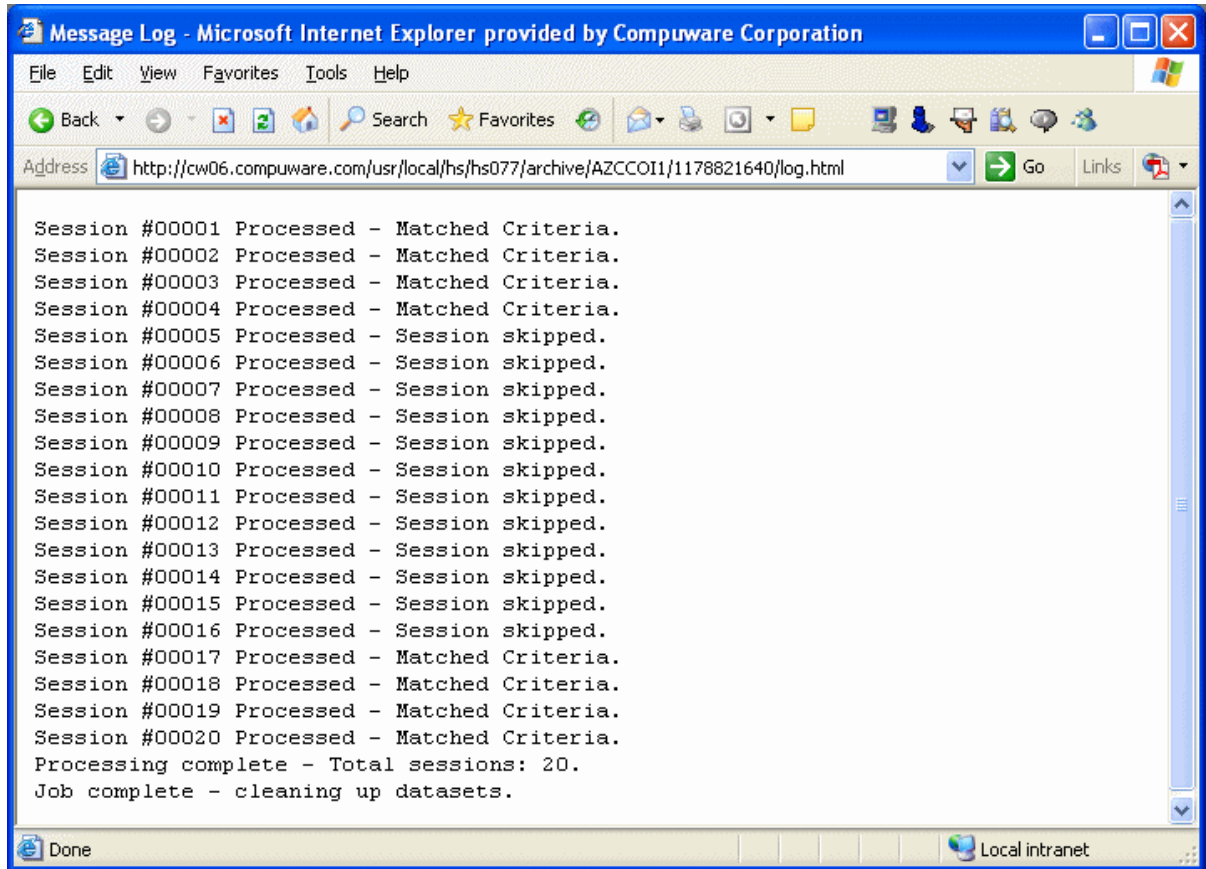 Message Log - Microsoft Internet Explorer provided by Compuware Corporation
File Edit View Favorites Tools Help
Back Search Favorites
Address http://cw06.compuware.com/usr/local/hs/hs077/archive/AZCCOI1/1178821640/log.html Go Links
Session #00001 Processed - Matched Criteria.
Session #00002 Processed - Matched Criteria.
Session #00003 Processed - Matched Criteria.
Session #00004 Processed - Matched Criteria.
Session #00005 Processed - Session skipped.
Session #00006 Processed - Session skipped.
Session #00007 Processed - Session skipped.
Session #00008 Processed - Session skipped.
Session #00009 Processed - Session skipped.
Session #00010 Processed - Session skipped.
Session #00011 Processed - Session skipped.
Session #00012 Processed - Session skipped.
Session #00013 Processed - Session skipped.
Session #00014 Processed - Session skipped.
Session #00015 Processed - Session skipped.
Session #00016 Processed - Session skipped.
Session #00017 Processed - Matched Criteria.
Session #00018 Processed - Matched Criteria.
Session #00019 Processed - Matched Criteria.
Session #00020 Processed - Matched Criteria.
Processing complete - Total sessions: 20.
Job complete - cleaning up datasets.
Done Local intranet